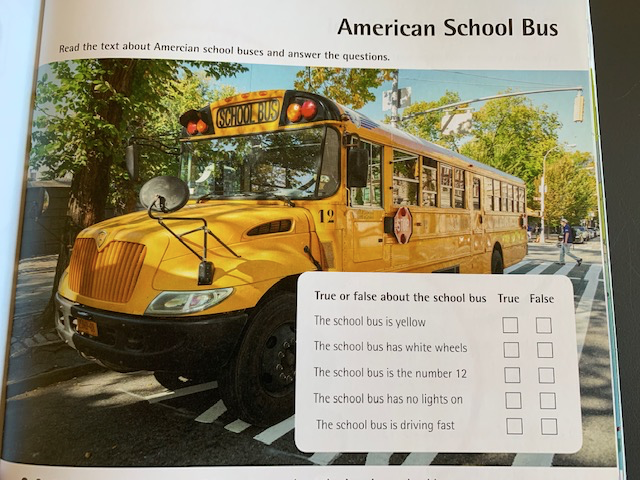 American School Bus
Read the text about Amercian school buses and answer the questions.
SCHOOL BUS
12
True or false about the school bus True False
The school bus is yellow
The school bus has white wheels
The school bus is the number 12
The school bus has no lights on
The school bus is driving fast